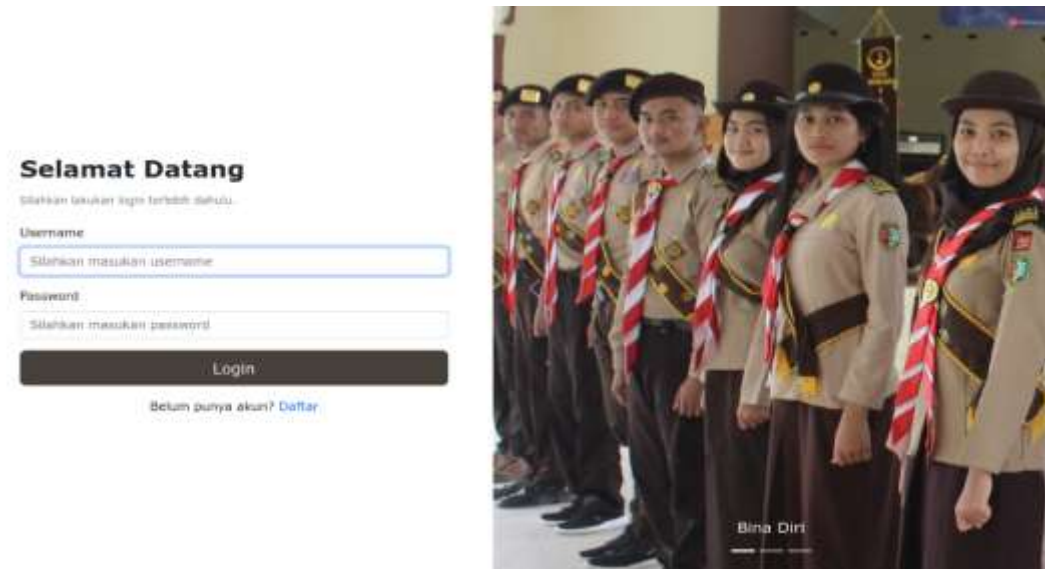 Selamat Datang
Silahkan lakukan login terlebih dahulu.
Username
Silahkan masukan username
Password
Silahkan masukan password
Login
Belum punya akun? Daftar
Bina Diri